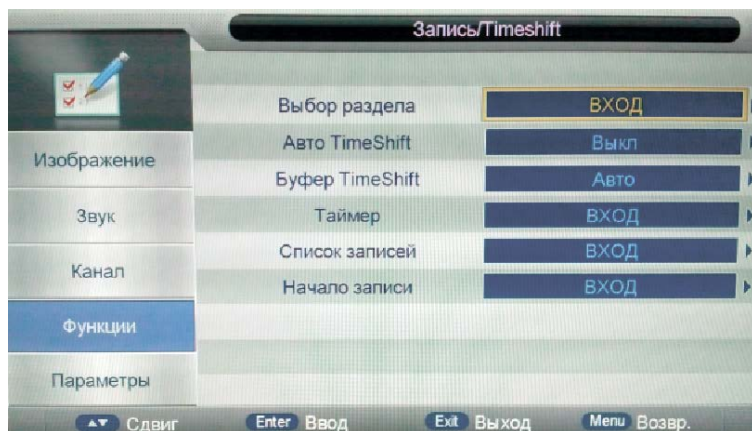 Запись/Timeshift
Выбор раздела ВХОД
Авто TimeShift Выкл
Буфер TimeShift Авто
Таймер ВХОД
Список записей ВХОД
Начало записи ВХОД
Изображение
Звук
Канал
Функции
Параметры
Сдвиг Enter Ввод Exit Выход Menu Возвр.